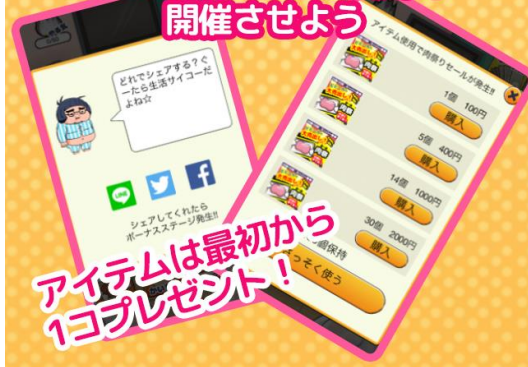 開催させよう
どれでシェアする?ぐ
ーたら生活サイコーだ
よね☆
LINE
シェアしてくれたら
ボーナスステージ発生!!
アイテム使用で肉祭りセールが発生!!
1個 100円
購入
5個 400円
購入
14個 1000円
購入
30個 2000円
購入
個保持
っそく使う
アイテムは最初から
1コプレゼント!